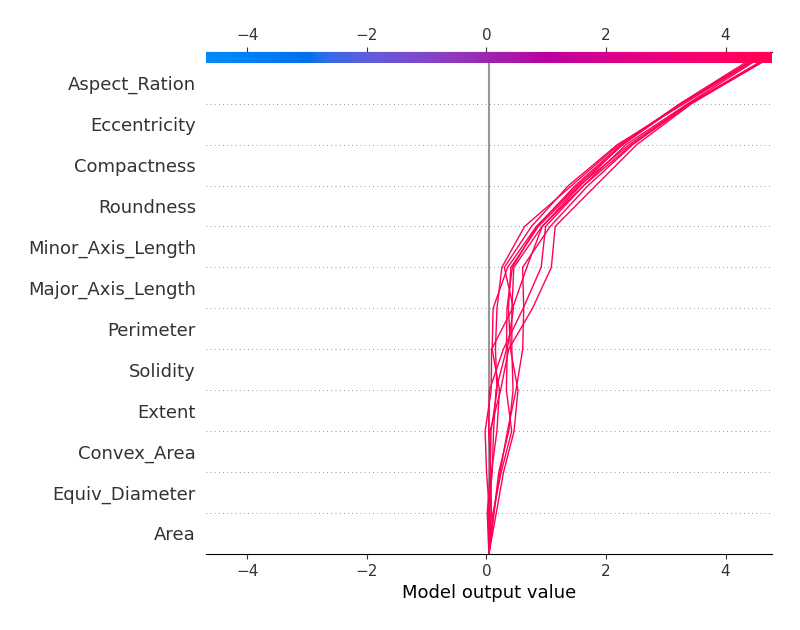 −4 −2 0 2 4
Aspect_Ration
Eccentricity
Compactness
Roundness
Minor_Axis_Length
Major_Axis_Length
Perimeter
Solidity
Extent
Convex_Area
Equiv_Diameter
Area
−4 −2 0 2 4
Model output value